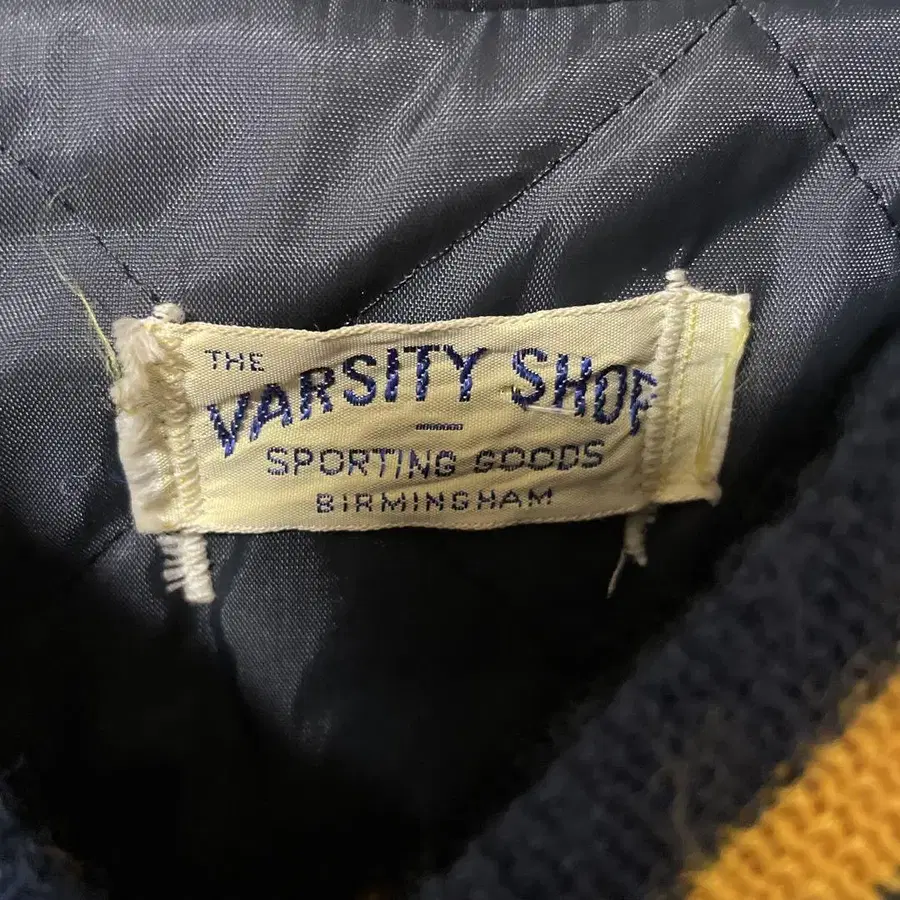 THE
VARSITY SHOP
SPORTING GOODS
BIRMINGHAM